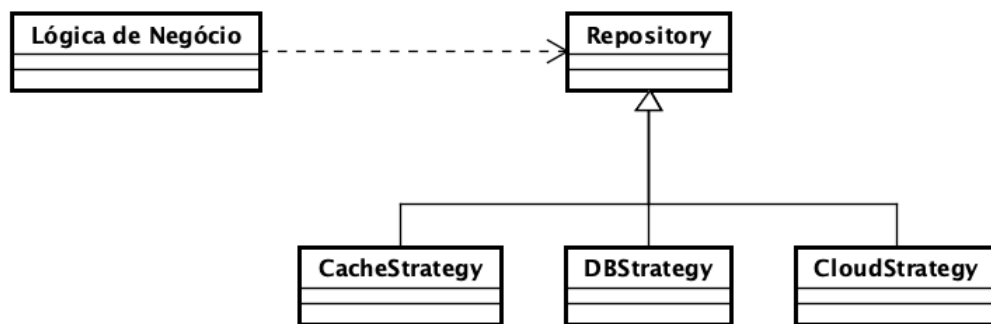 Lógica de Negócio
Repository
CacheStrategy
DBStrategy
CloudStrategy